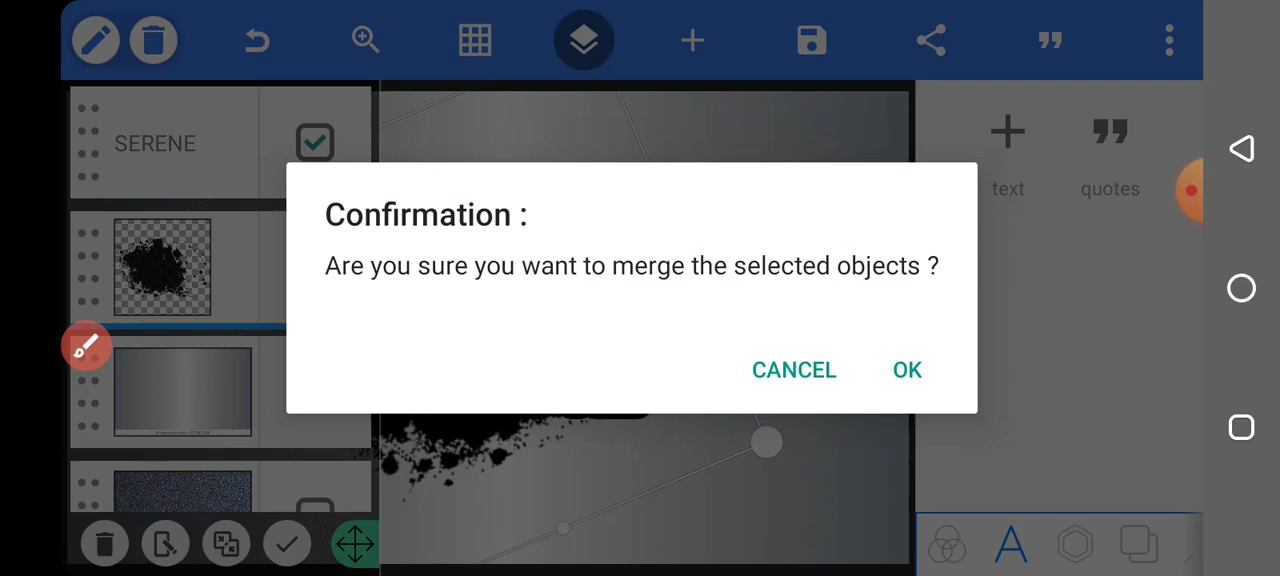 SERENE
text
quotes
Confirmation :
Are you sure you want to merge the selected objects ?
CANCEL
OK